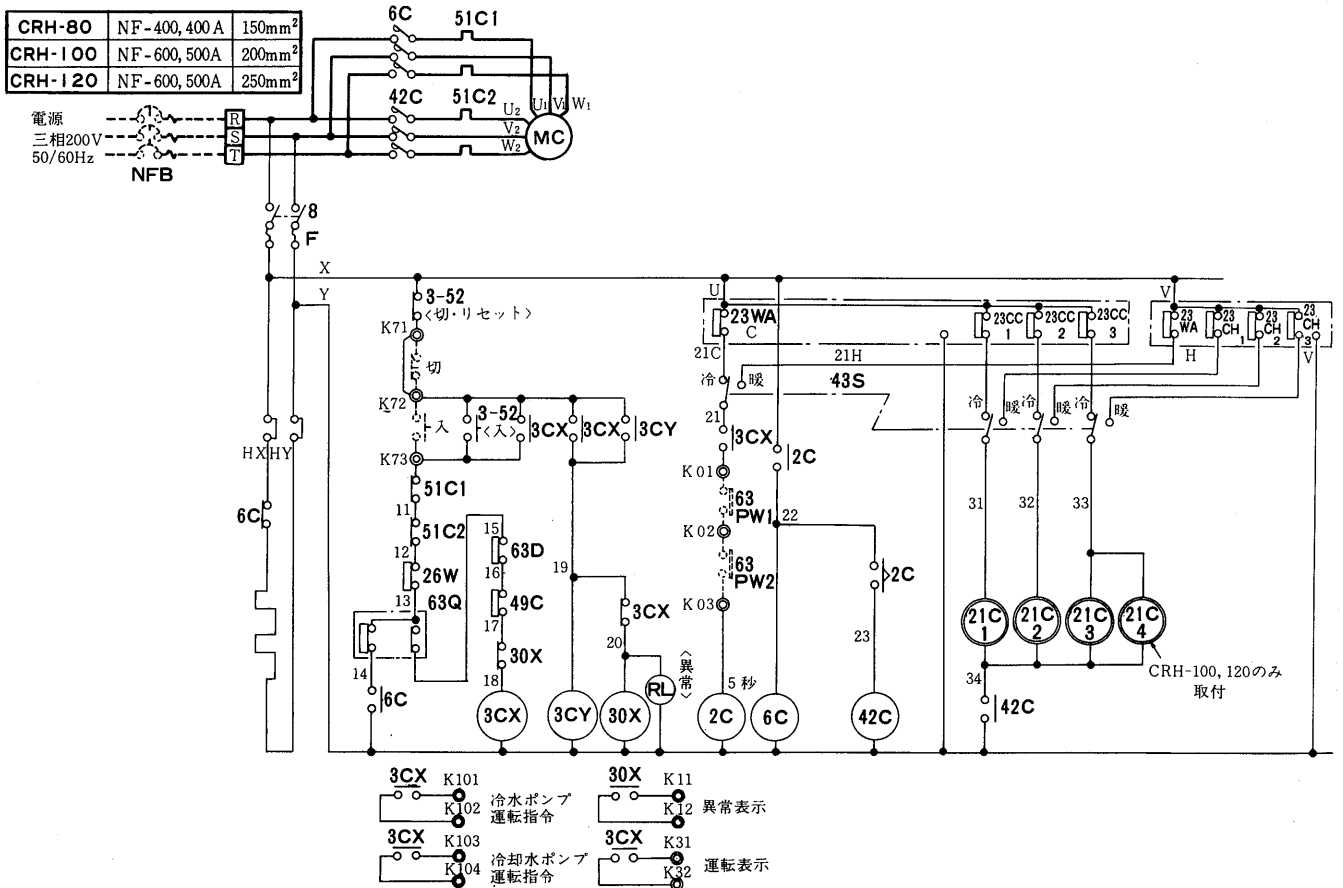 CRH-80 NF-400, 400A 150mm²
CRH-100 NF-600, 500A 200mm²
CRH-120 NF-600, 500A 250mm²
6C
51C1
42C
51C2
U₁ V₁ W₁
U₂
V₂
W₂
MC
電源
三相200V
50/60Hz
R
S
T
NFB
8
F
X
Y
3-52
〈切・リセット〉
K71
切
K72
入
3-52
〈入〉
3CX
3CX
3CY
K73
51C1
11
51C2
12
26W
13
63Q
14
6C
15
63D
16
49C
17
30X
18
3CX
19
3CY
3CX
20
30X
RL
〈異常〉
HX HY
6C
U
23WA
C
21C
冷
暖
21H
43S
21
3CX
K01
63
PW1
K02
63
PW2
K03
5秒
2C
2C
22
6C
2C
23
42C
23CC
1
23CC
2
23CC
3
V
23
WA
H
23
CH
1
23
CH
2
23
CH
3
V
冷
暖
冷
暖
冷
暖
31
32
33
21C
1
21C
2
21C
3
21C
4
CRH-100, 120のみ
取付
34
42C
3CX
K101
K102
冷水ポンプ
運転指令
30X
K11
K12
異常表示
3CX
K103
K104
冷却水ポンプ
運転指令
3CX
K31
K32
運転表示